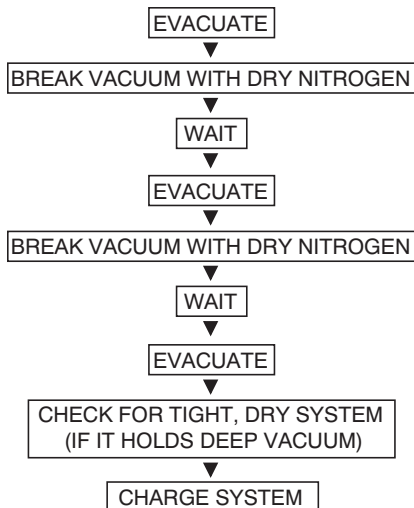 EVACUATE
BREAK VACUUM WITH DRY NITROGEN
WAIT
EVACUATE
BREAK VACUUM WITH DRY NITROGEN
WAIT
EVACUATE
CHECK FOR TIGHT, DRY SYSTEM
(IF IT HOLDS DEEP VACUUM)
CHARGE SYSTEM